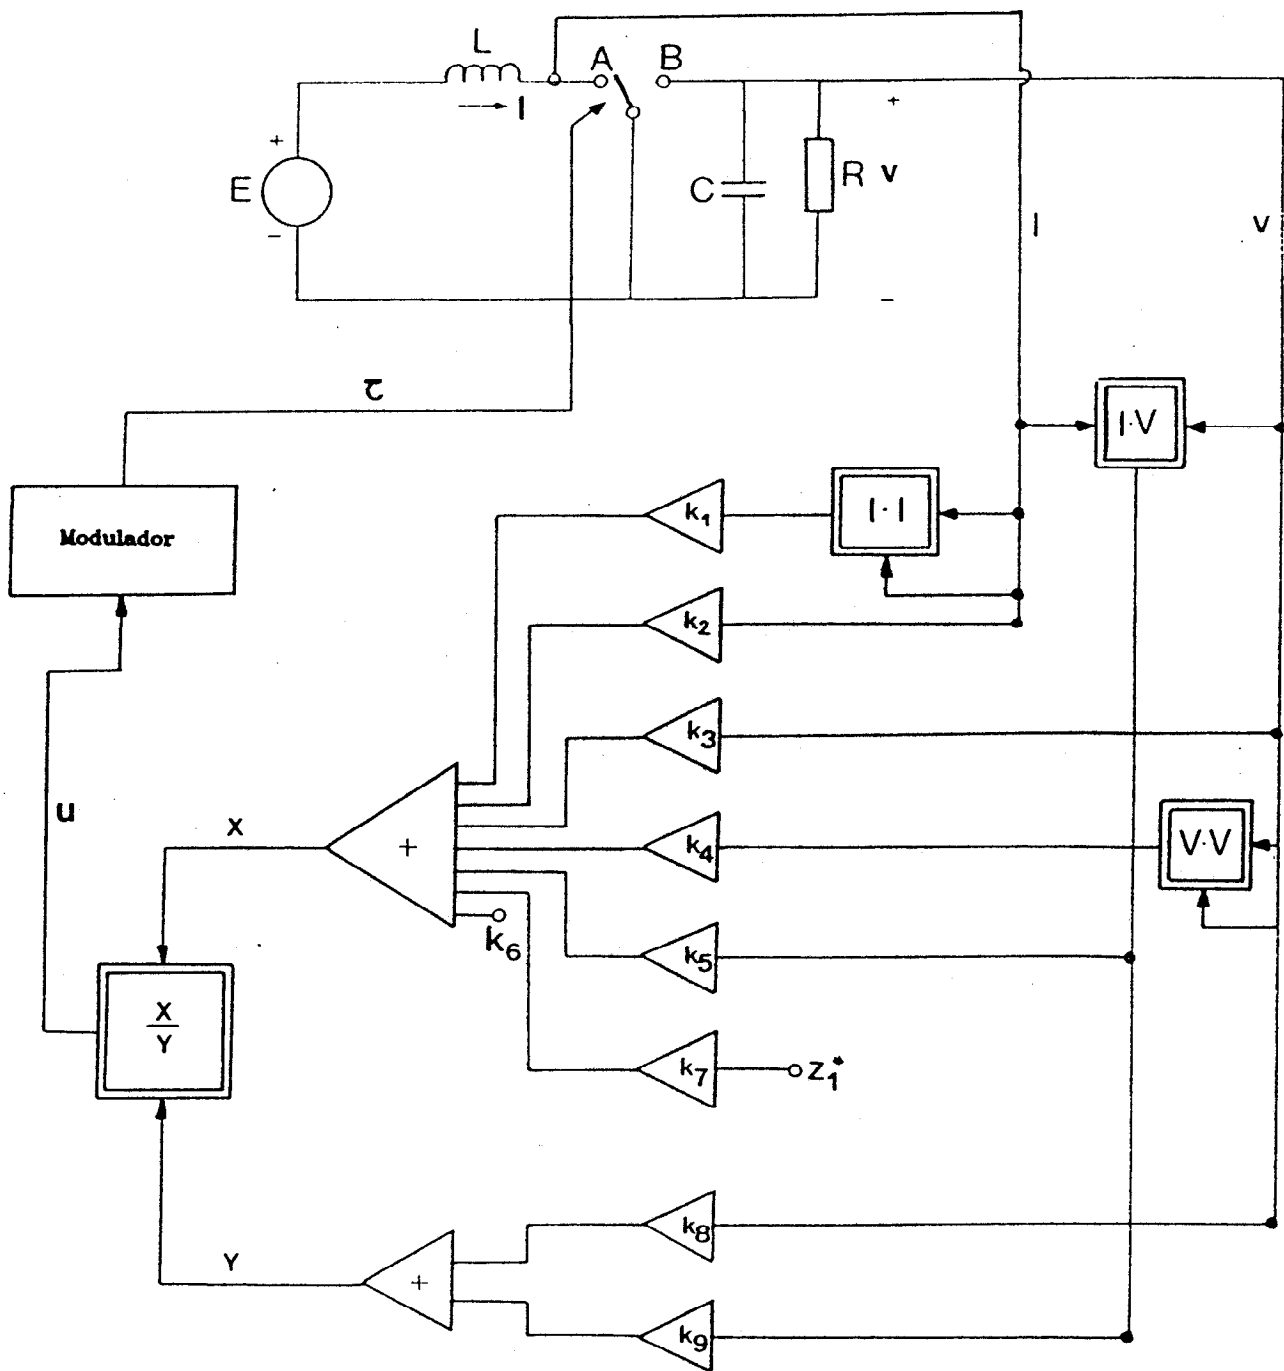 L
A
B
I
+
+
E
C
R
V
I
V
-
-
τ
I·V
k1
I·I
Modulador
k2
k3
u
X
+
k4
V·V
k6
k5
X
Y
k7
z1*
k8
Y
+
k9